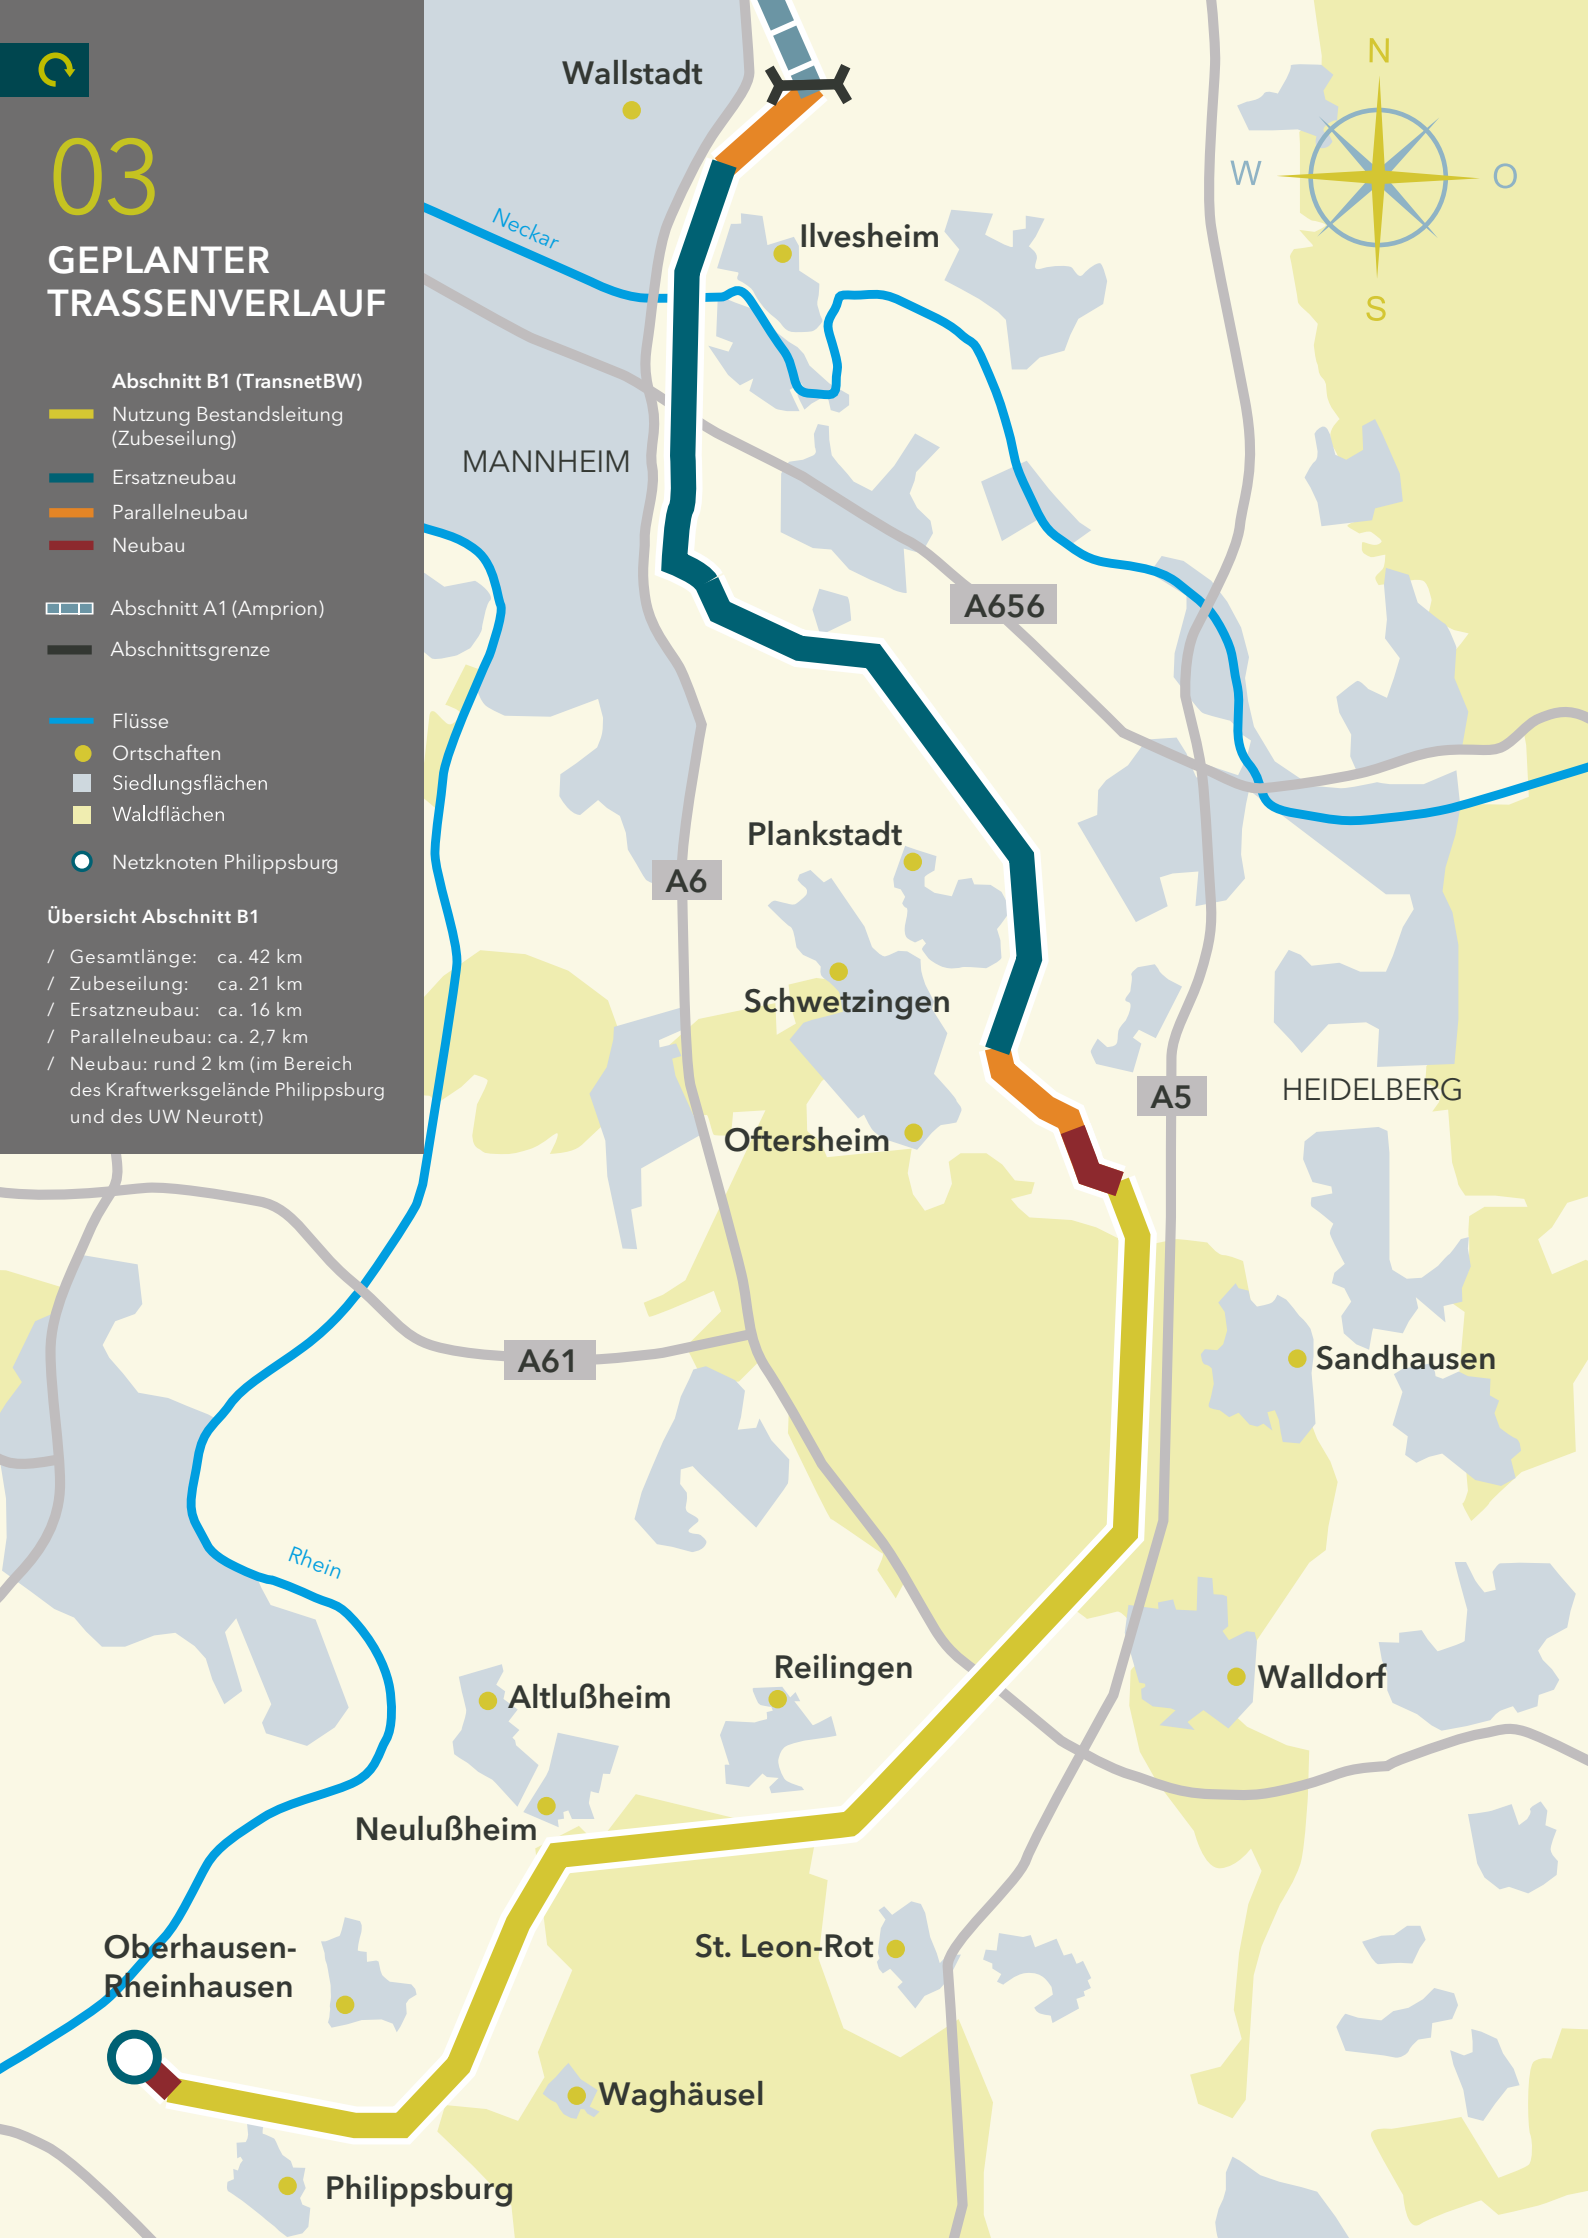 03
GEPLANTER
TRASSENVERLAUF
Abschnitt B1 (TransnetBW)
Nutzung Bestandsleitung
(Zubeseilung)
Ersatzneubau
Parallelneubau
Neubau
Abschnitt A1 (Amprion)
Abschnittsgrenze
Flüsse
Ortschaften
Siedlungsflächen
Waldflächen
Netzknoten Philippsburg
Übersicht Abschnitt B1
/ Gesamtlänge: ca. 42 km
/ Zubeseilung: ca. 21 km
/ Ersatzneubau: ca. 16 km
/ Parallelneubau: ca. 2,7 km
/ Neubau: rund 2 km (im Bereich
des Kraftwerksgelände Philippsburg
und des UW Neurott)
Wallstadt
N
W
O
S
Neckar
Ilvesheim
MANNHEIM
A656
Plankstadt
A6
Schwetzingen
A5
HEIDELBERG
Oftersheim
A61
Sandhausen
Rhein
Reilingen
Walldorf
Altlußheim
Neulußheim
Oberhausen-
Rheinhausen
St. Leon-Rot
Waghäusel
Philippsburg